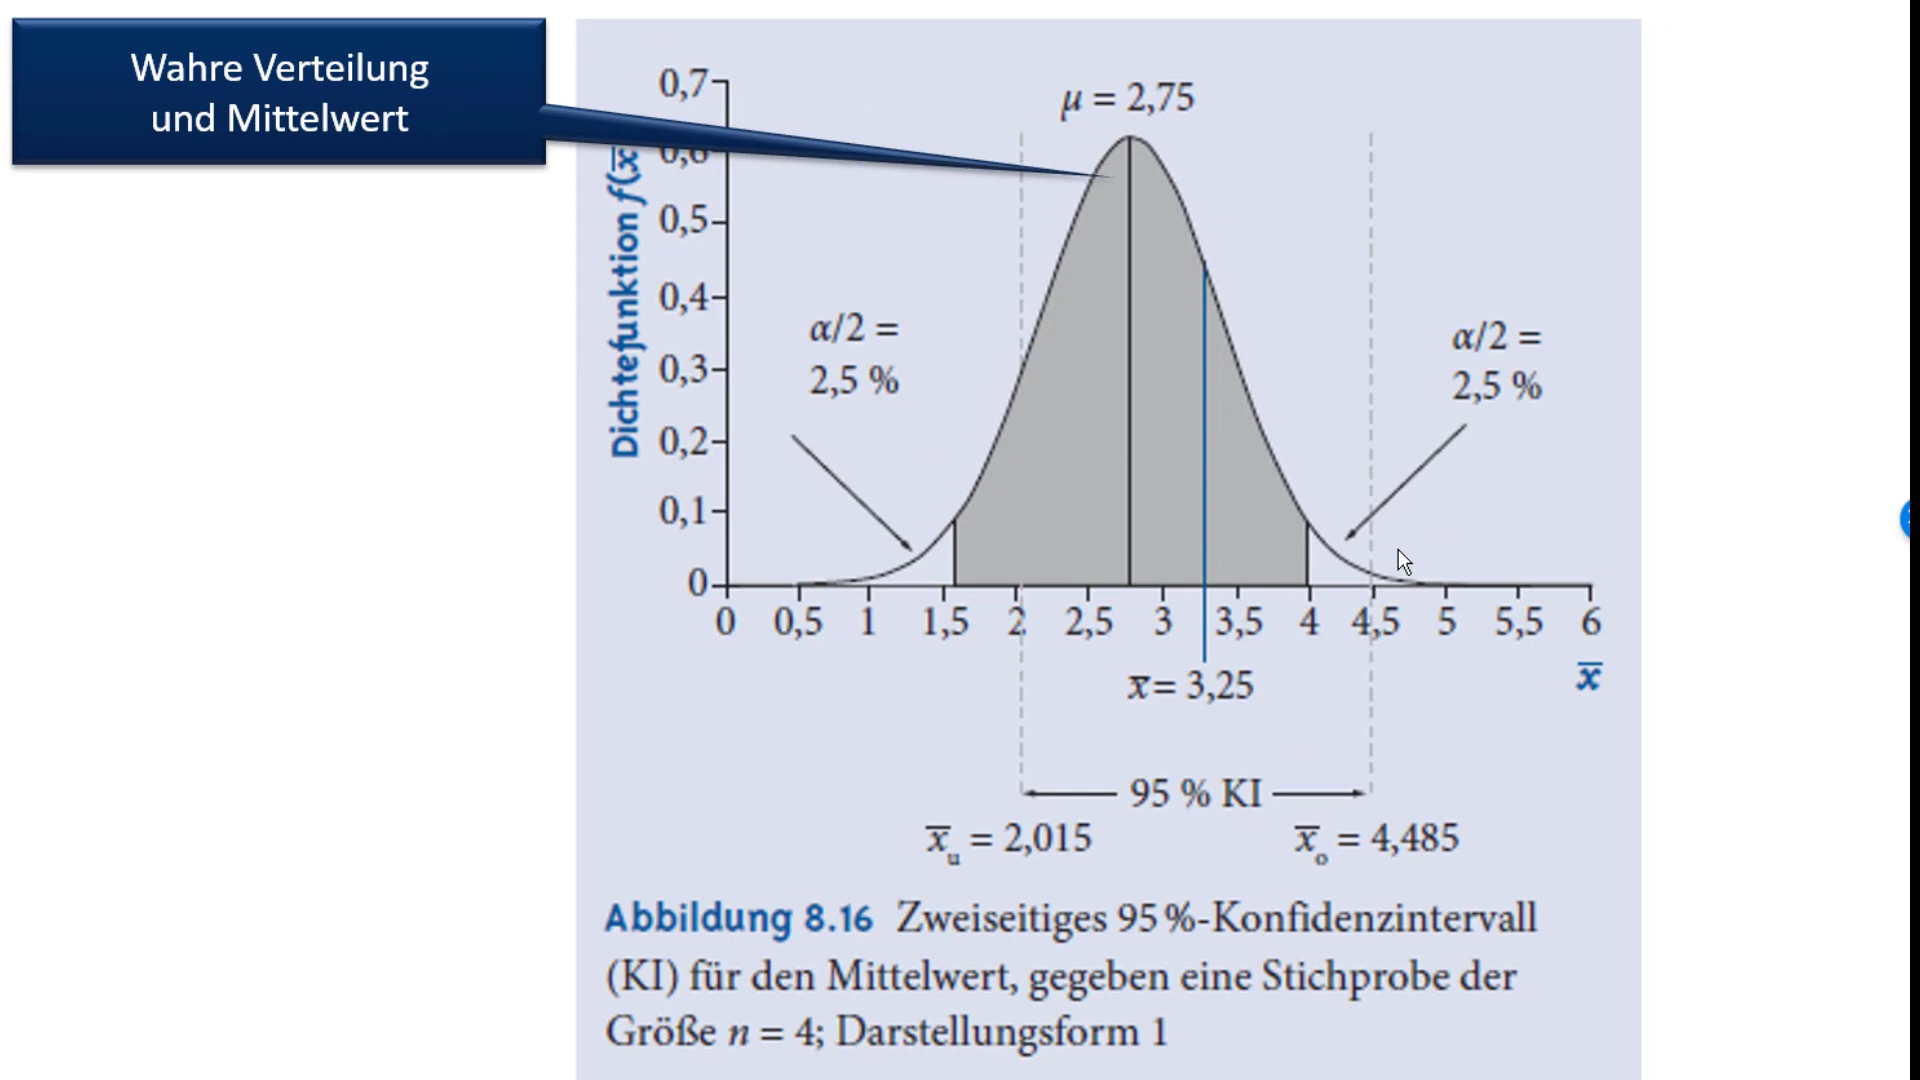 Wahre Verteilung
und Mittelwert
0,7
μ = 2,75
0,6
0,5
0,4
0,3
0,2
0,1
0
Dichtefunktion f(x̅
α/2 =
2,5 %
α/2 =
2,5 %
0 0,5 1 1,5 2 2,5 3 3,5 4 4,5 5 5,5 6
x̅
x̅ = 3,25
95 % KI
x̅u = 2,015
x̅o = 4,485
Abbildung 8.16 Zweiseitiges 95 %-Konfidenzintervall
(KI) für den Mittelwert, gegeben eine Stichprobe der
Größe n = 4; Darstellungsform 1